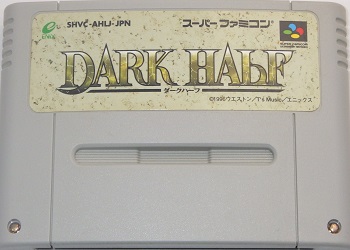 SHVC-AHLJ-JPN
スーパーファミコン
DARK HALF
ダークハーフ
©1996ウエストン/T's Music/エニックス